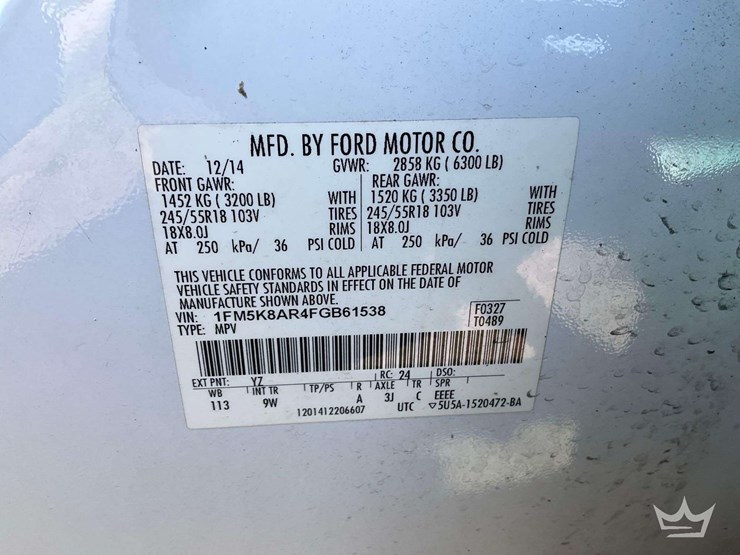 MFD. BY FORD MOTOR CO.
DATE: 12/14 GVWR: 2858 KG ( 6300 LB)
FRONT GAWR: REAR GAWR:
1452 KG ( 3200 LB) WITH 1520 KG ( 3350 LB) WITH
245/55R18 103V TIRES 245/55R18 103V TIRES
18X8.0J RIMS 18X8.0J RIMS
AT 250 kPa/ 36 PSI COLD AT 250 kPa/ 36 PSI COLD
THIS VEHICLE CONFORMS TO ALL APPLICABLE FEDERAL MOTOR
VEHICLE SAFETY STANDARDS IN EFFECT ON THE DATE OF
MANUFACTURE SHOWN ABOVE.
VIN: 1FM5K8AR4FGB61538 F0327
TYPE: MPV T0489
EXT PNT: YZ RC: 24 DSO:
WB INT TR TP/PS R AXLE TR SPR
113 9W A 3J C EEEE
1201412206607 UTC ▽5U5A-1520472-BA